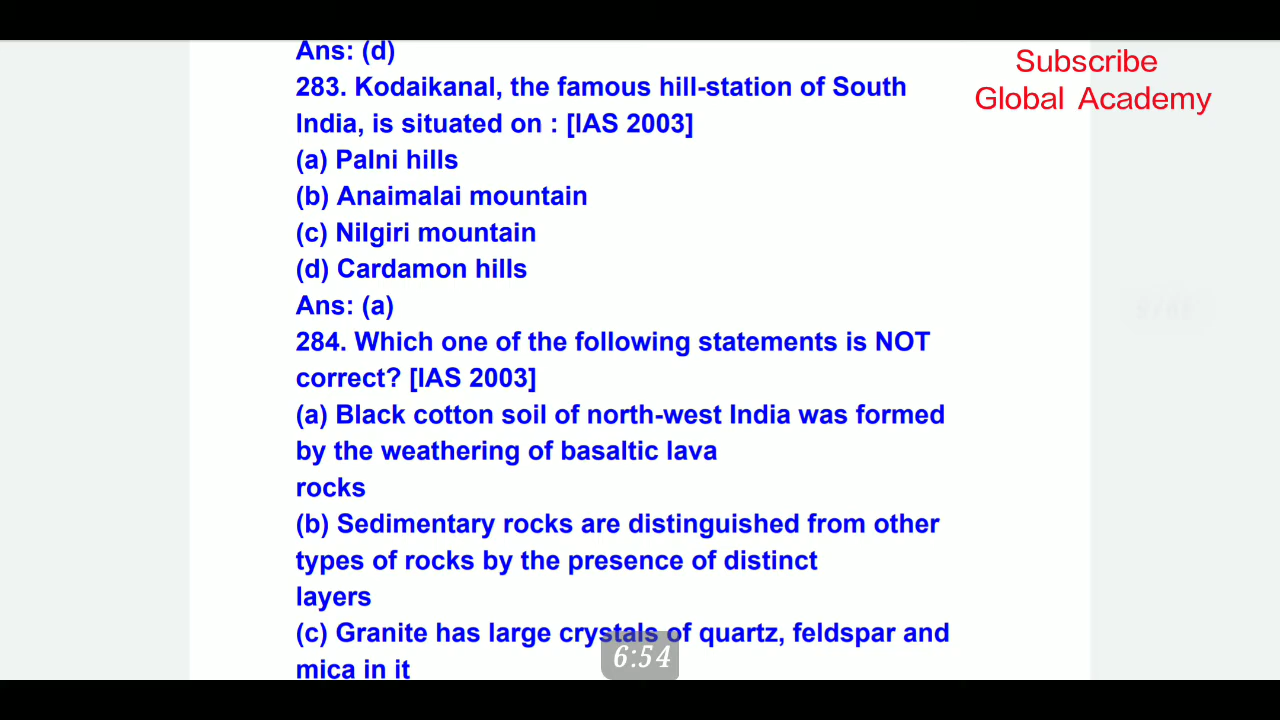 Ans: (d)
283. Kodaikanal, the famous hill-station of South
India, is situated on : [IAS 2003]
(a) Palni hills
(b) Anaimalai mountain
(c) Nilgiri mountain
(d) Cardamon hills
Ans: (a)
284. Which one of the following statements is NOT
correct? [IAS 2003]
(a) Black cotton soil of north-west India was formed
by the weathering of basaltic lava
rocks
(b) Sedimentary rocks are distinguished from other
types of rocks by the presence of distinct
layers
(c) Granite has large crystals of quartz, feldspar and
mica in it
Subscribe
Global Academy
6:54